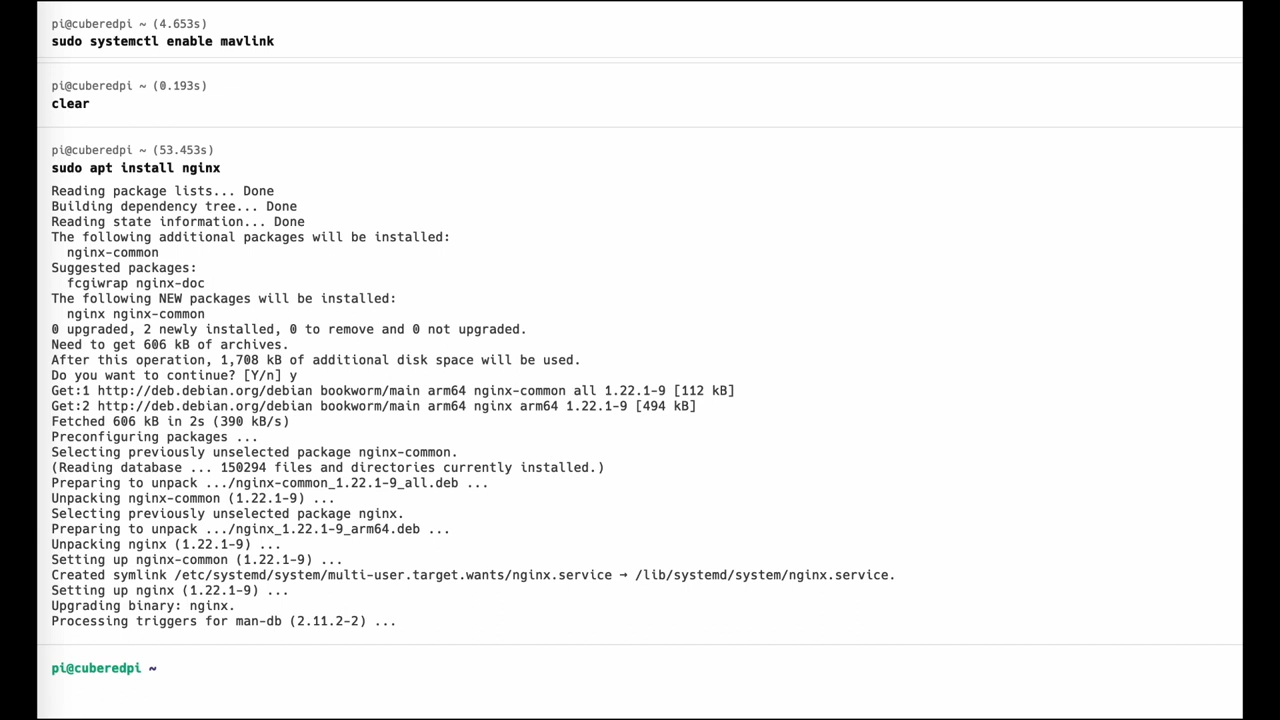 pi@cuberedpi ~ (4.653s)
sudo systemctl enable mavlink
pi@cuberedpi ~ (0.193s)
clear
pi@cuberedpi ~ (53.453s)
sudo apt install nginx
Reading package lists... Done
Building dependency tree... Done
Reading state information... Done
The following additional packages will be installed:
  nginx-common
Suggested packages:
  fcgiwrap nginx-doc
The following NEW packages will be installed:
  nginx nginx-common
0 upgraded, 2 newly installed, 0 to remove and 0 not upgraded.
Need to get 606 kB of archives.
After this operation, 1,708 kB of additional disk space will be used.
Do you want to continue? [Y/n] y
Get:1 http://deb.debian.org/debian bookworm/main arm64 nginx-common all 1.22.1-9 [112 kB]
Get:2 http://deb.debian.org/debian bookworm/main arm64 nginx arm64 1.22.1-9 [494 kB]
Fetched 606 kB in 2s (390 kB/s)
Preconfiguring packages ...
Selecting previously unselected package nginx-common.
(Reading database ... 150294 files and directories currently installed.)
Preparing to unpack .../nginx-common_1.22.1-9_all.deb ...
Unpacking nginx-common (1.22.1-9) ...
Selecting previously unselected package nginx.
Preparing to unpack .../nginx_1.22.1-9_arm64.deb ...
Unpacking nginx (1.22.1-9) ...
Setting up nginx-common (1.22.1-9) ...
Created symlink /etc/systemd/system/multi-user.target.wants/nginx.service → /lib/systemd/system/nginx.service.
Setting up nginx (1.22.1-9) ...
Upgrading binary: nginx.
Processing triggers for man-db (2.11.2-2) ...
pi@cuberedpi ~